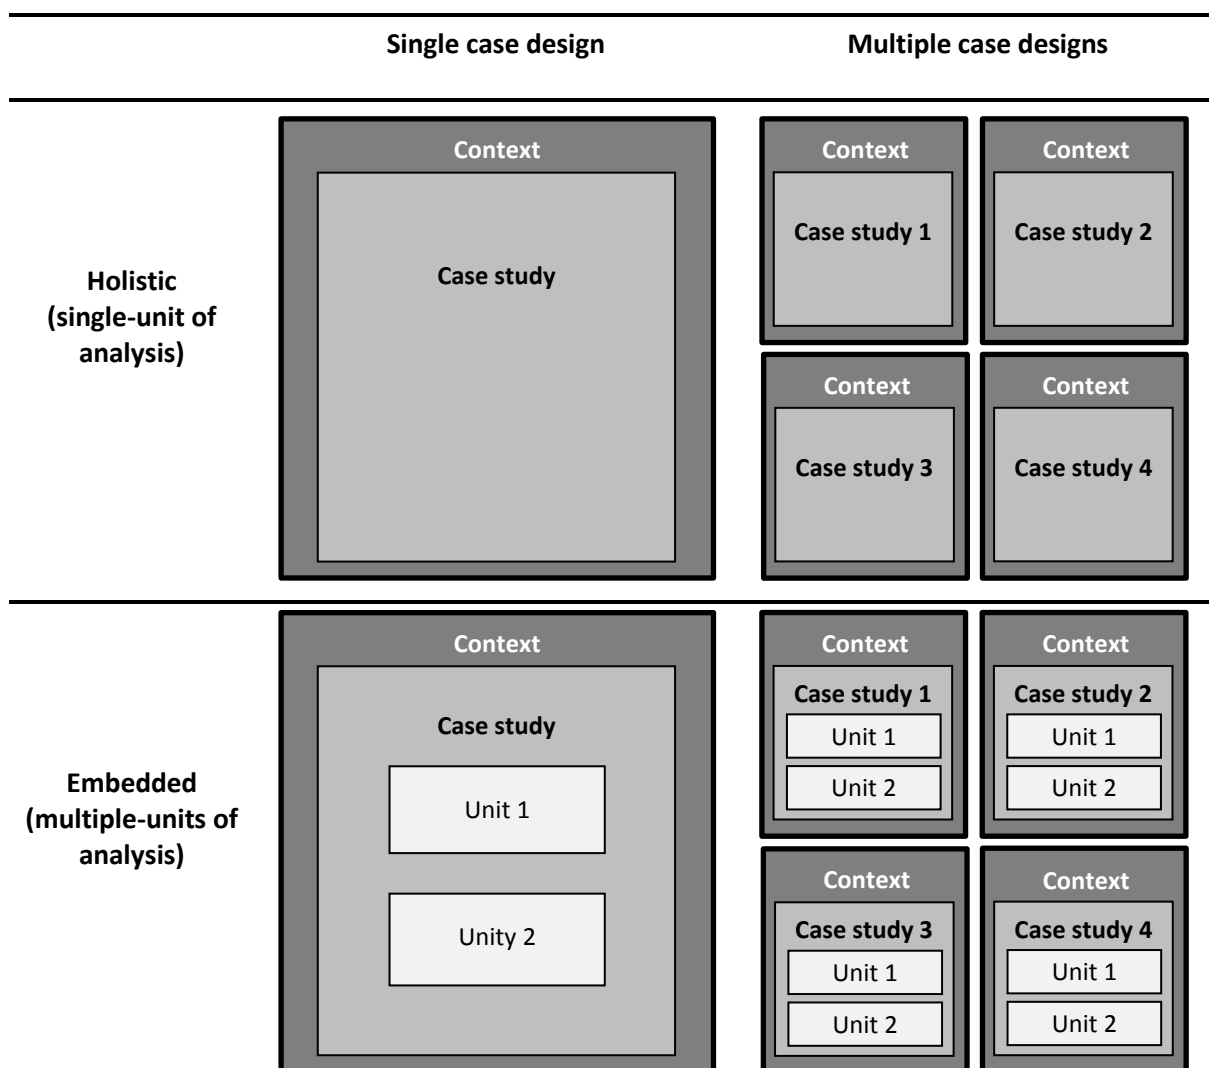 Single case design
Multiple case designs
Holistic
(single-unit of
analysis)
Context
Case study
Context
Case study 1
Context
Case study 2
Context
Case study 3
Context
Case study 4
Embedded
(multiple-units of
analysis)
Context
Case study
Unit 1
Unity 2
Context
Case study 1
Unit 1
Unit 2
Context
Case study 2
Unit 1
Unit 2
Context
Case study 3
Unit 1
Unit 2
Context
Case study 4
Unit 1
Unit 2